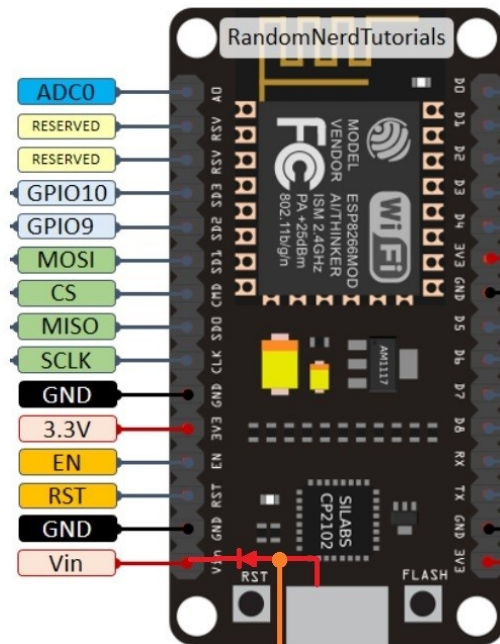 RandomNerdTutorials
ADC0
RESERVED
RESERVED
GPIO10
GPIO9
MOSI
CS
MISO
SCLK
GND
3.3V
EN
RST
GND
Vin
A0
RSV
RSV
SD3
SD2
SD1
CMD
SD0
CLK
GND
3V3
EN
RST
GND
Vin
MODEL
VENDOR
ESP8266MOD
AI/THINKER
ISM 2.4GHz
PA +25dBm
802.11b/g/n
FC
Wi Fi
AM1117
SILABS
CP2102
RST
FLASH
D0
D1
D2
D3
D4
3V3
GND
D5
D6
D7
D8
RX
TX
GND
3V3